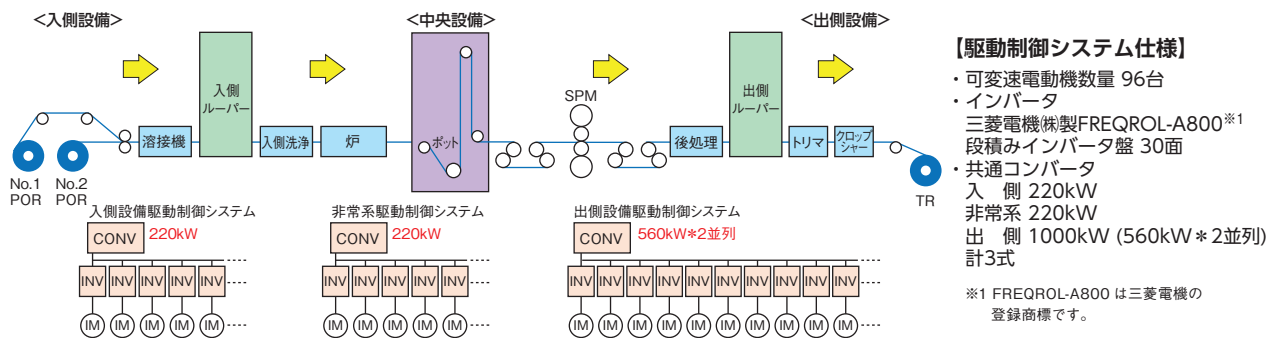 <入側設備>
<中央設備>
<出側設備>
入側
ルーパー
出側
ルーパー
SPM
溶接機
入側洗浄
炉
ポット
後処理
トリマ
クロップ
シャー
No.1
POR
No.2
POR
TR
入側設備駆動制御システム
CONV
220kW
INV INV INV INV INV
IM IM IM IM IM
非常系駆動制御システム
CONV
220kW
INV INV INV INV INV
IM IM IM IM IM
出側設備駆動制御システム
CONV
560kW*2並列
INV INV INV INV INV INV INV INV INV INV
IM IM IM IM IM IM IM IM IM IM
【駆動制御システム仕様】
・可変速電動機数量 96台
・インバータ
三菱電機㈱製FREQROL-A800※1
段積みインバータ盤 30面
・共通コンバータ
入　側 220kW
非常系 220kW
出　側 1000kW (560kW＊2並列)
計3式
※1 FREQROL-A800 は三菱電機の
登録商標です。